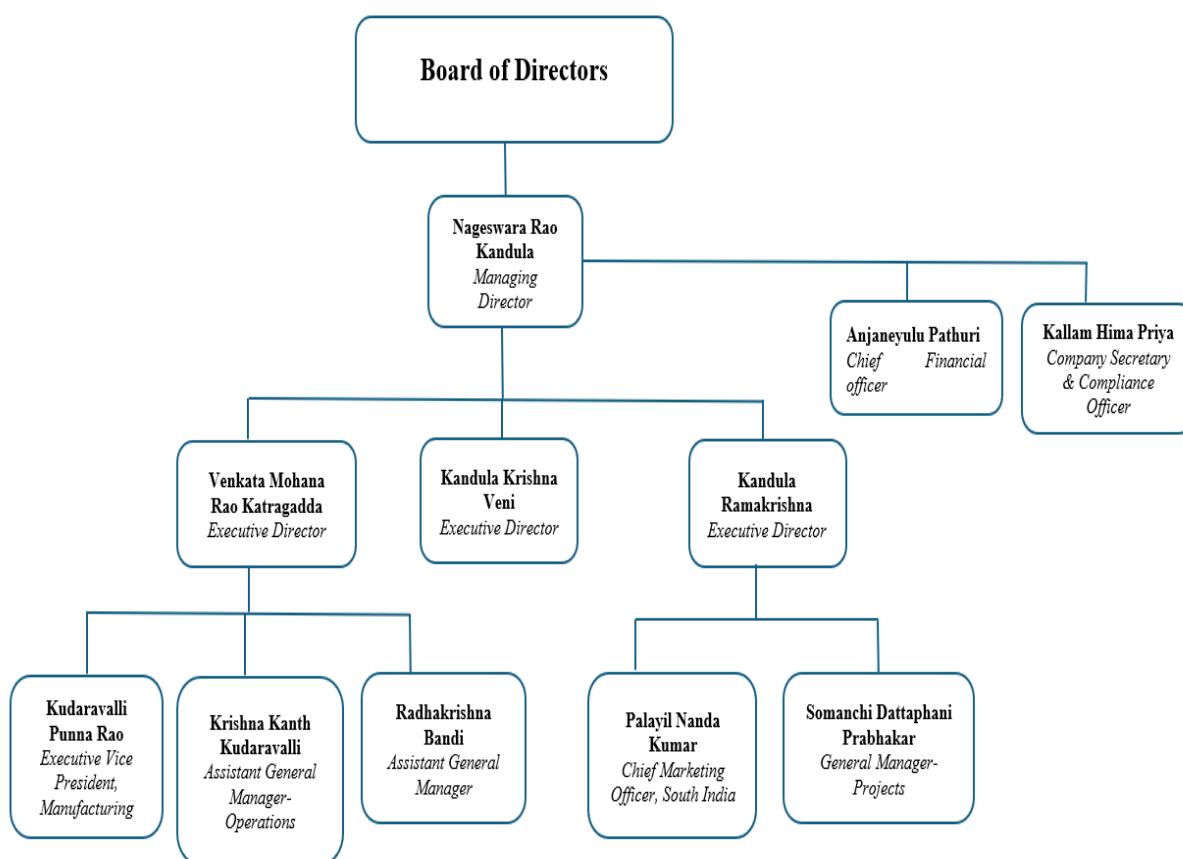 Board of Directors
Nageswara Rao
Kandula
Managing
Director
Anjaneyulu Pathuri
Chief Financial
officer
Kallam Hima Priya
Company Secretary
& Compliance
Officer
Venkata Mohana
Rao Katragadda
Executive Director
Kandula Krishna
Veni
Executive Director
Kandula
Ramakrishna
Executive Director
Kudaravalli
Punna Rao
Executive Vice
President,
Manufacturing
Krishna Kanth
Kudaravalli
Assistant General
Manager-
Operations
Radhakrishna
Bandi
Assistant General
Manager
Palayil Nanda
Kumar
Chief Marketing
Officer, South India
Somanchi Dattaphani
Prabhakar
General Manager-
Projects